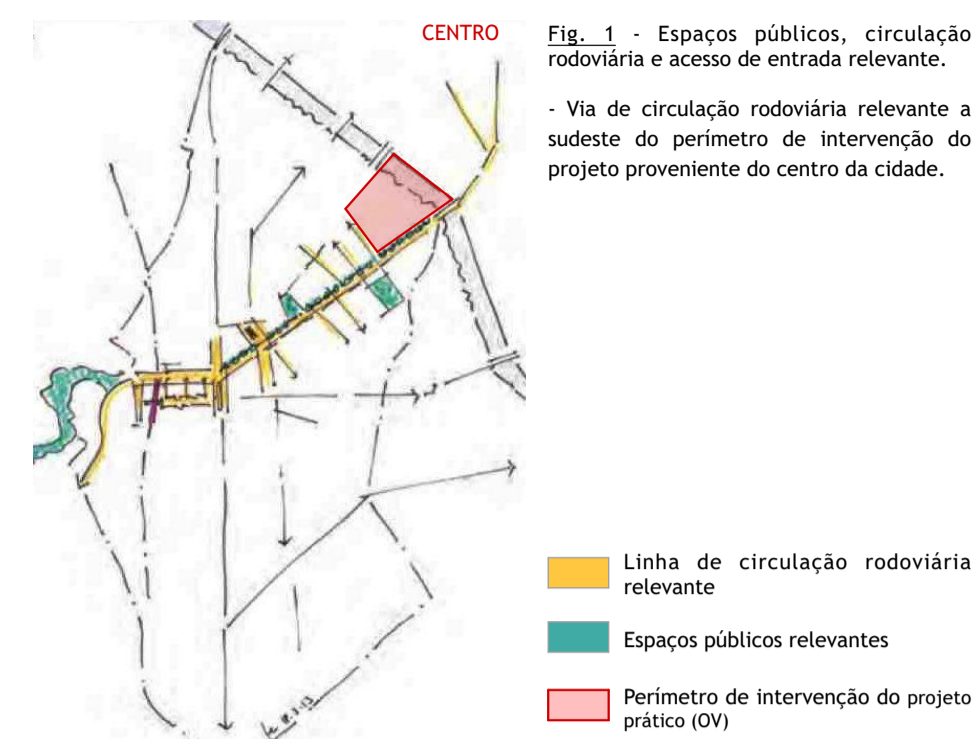 CENTRO
Fig. 1 - Espaços públicos, circulação
rodoviária e acesso de entrada relevante.
- Via de circulação rodoviária relevante a
sudeste do perímetro de intervenção do
projeto proveniente do centro da cidade.
Linha de circulação rodoviária
relevante
Espaços públicos relevantes
Perímetro de intervenção do projeto
prático (OV)